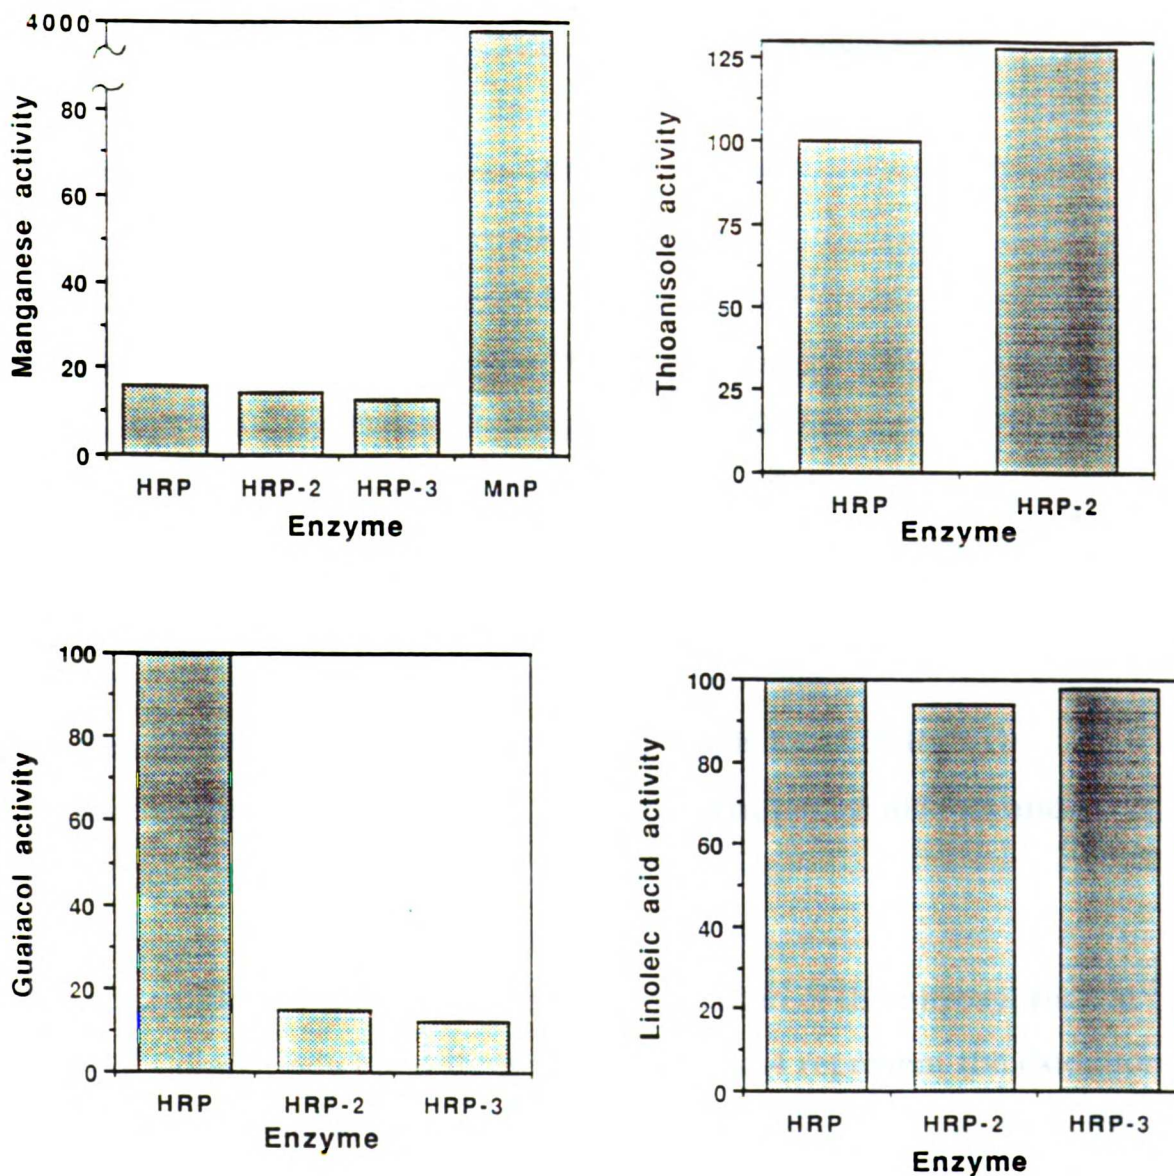 4000
80
60
40
20
0
Manganese activity
HRP HRP-2 HRP-3 MnP
Enzyme
125
100
75
50
25
0
Thioanisole activity
HRP HRP-2
Enzyme
100
80
60
40
20
0
Guaiacol activity
HRP HRP-2 HRP-3
Enzyme
100
80
60
40
20
0
Linoleic acid activity
HRP HRP-2 HRP-3
Enzyme